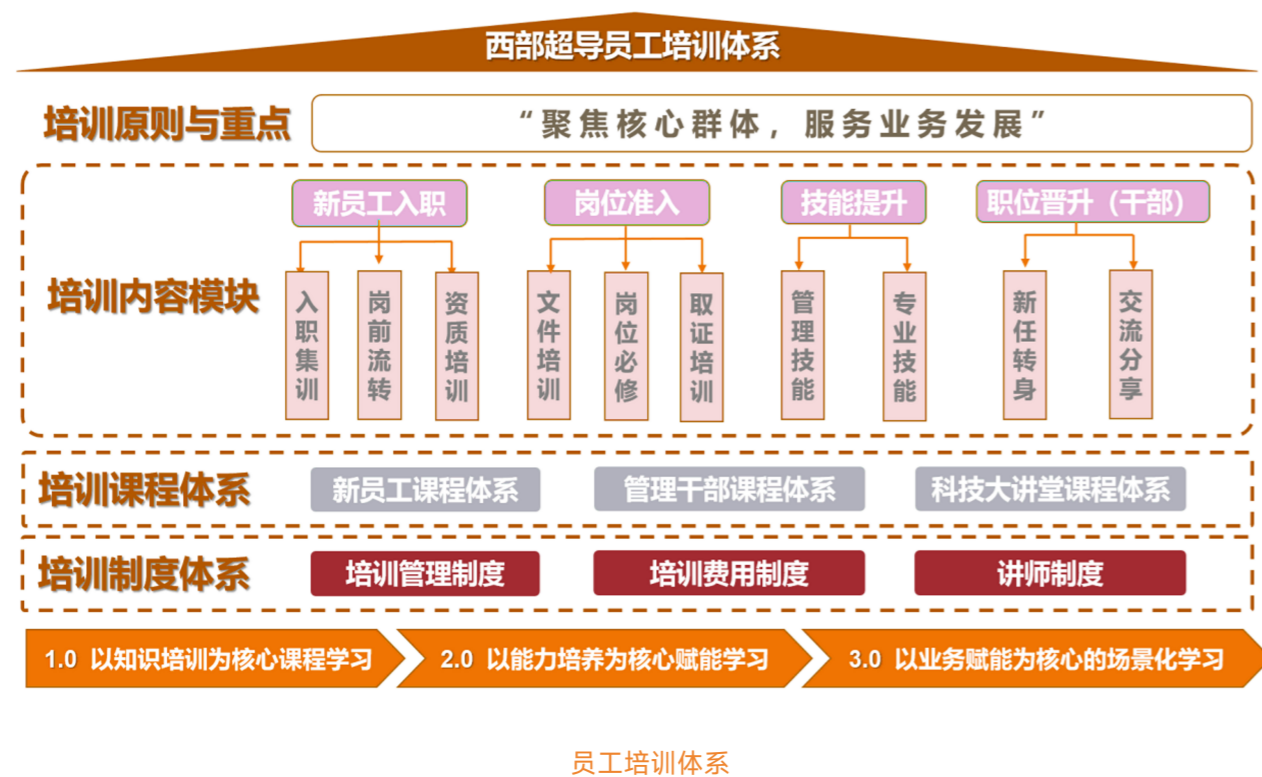 西部超导员工培训体系
培训原则与重点
“聚焦核心群体，服务业务发展”
培训内容模块
新员工入职
岗位准入
技能提升
职位晋升（干部）
入职集训
岗前流转
资质培训
文件培训
岗位必修
取证培训
管理技能
专业技能
新任转身
交流分享
培训课程体系
新员工课程体系
管理干部课程体系
科技大讲堂课程体系
培训制度体系
培训管理制度
培训费用制度
讲师制度
1.0 以知识培训为核心课程学习
2.0 以能力培养为核心赋能学习
3.0 以业务赋能为核心的场景化学习
员工培训体系